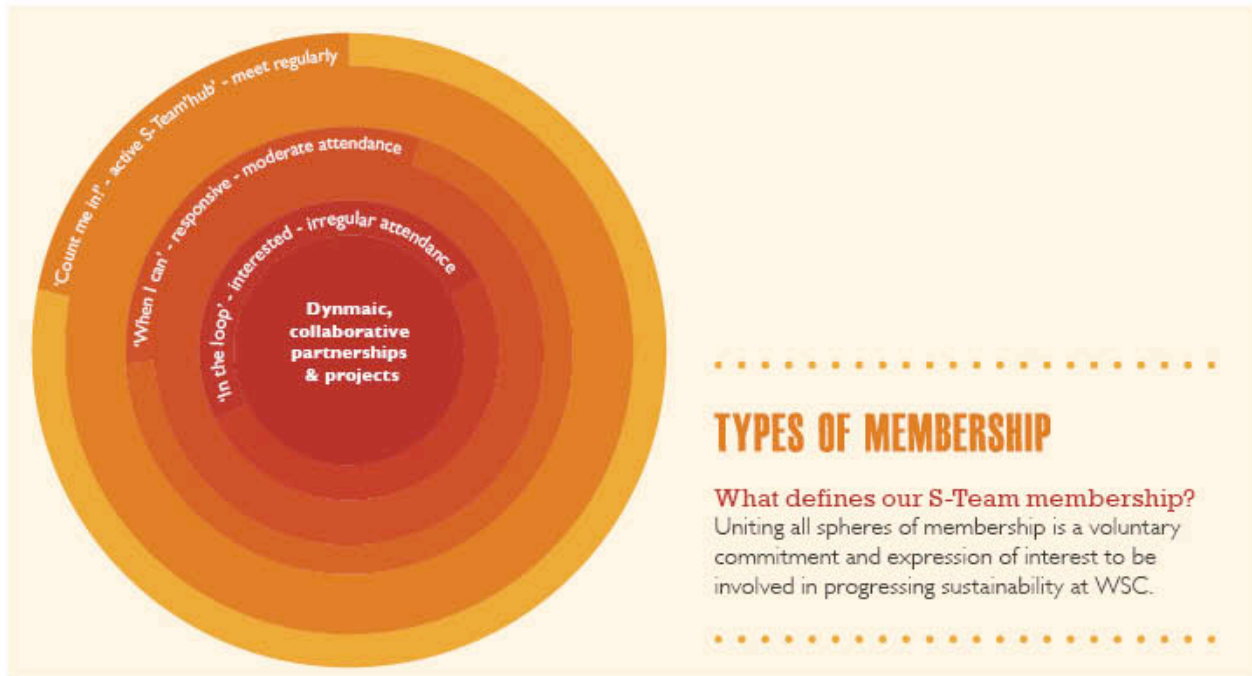 'Count me in!' - active S-Team'hub' - meet regularly
'When I can' - responsive - moderate attendance
'In the loop' - interested - irregular attendance
Dynmaic,
collaborative
partnerships
& projects
TYPES OF MEMBERSHIP
What defines our S-Team membership?
Uniting all spheres of membership is a voluntary
commitment and expression of interest to be
involved in progressing sustainability at WSC.